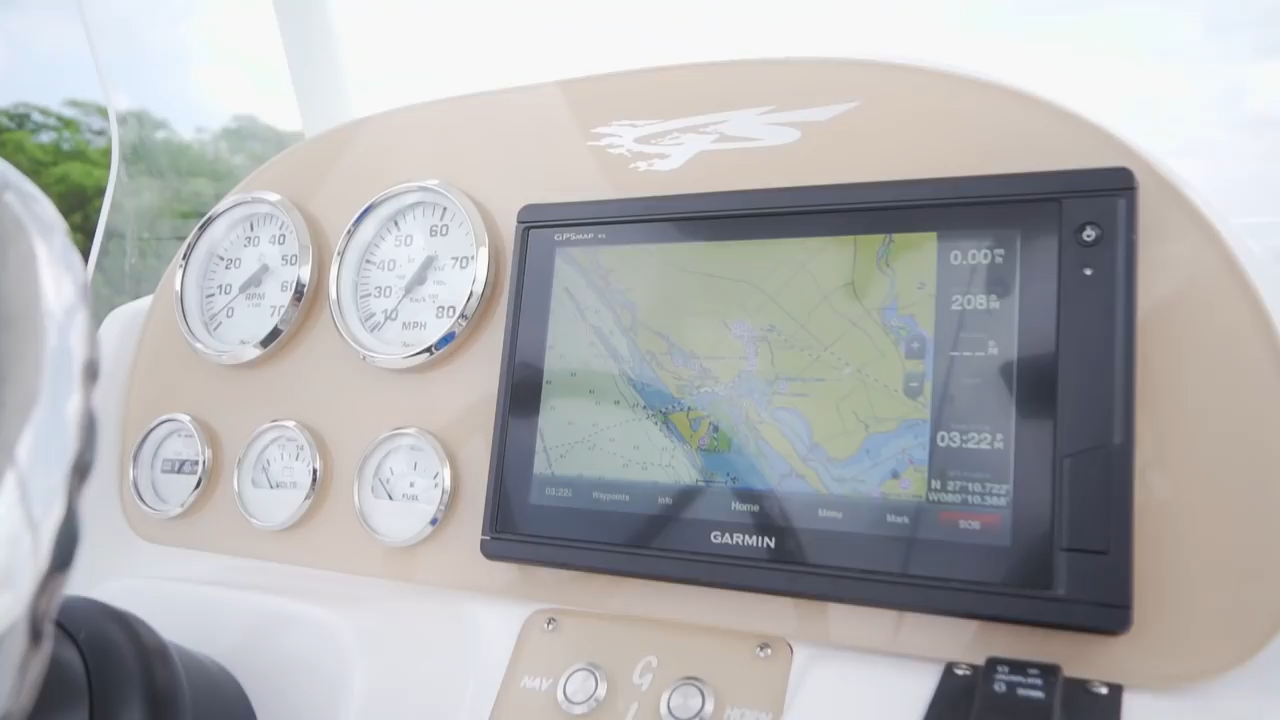 30 40
20 50
10 60
0 70
RPM
60
50
40 70
30
10 80
MPH
VOLTS
FUEL
GPSMAP
0.00
208
03:22
N 27°10.722'
W080°10.388'
03:22
Waypoints
Info
Home
Menu
Mark
SOS
GARMIN
NAV
HORN